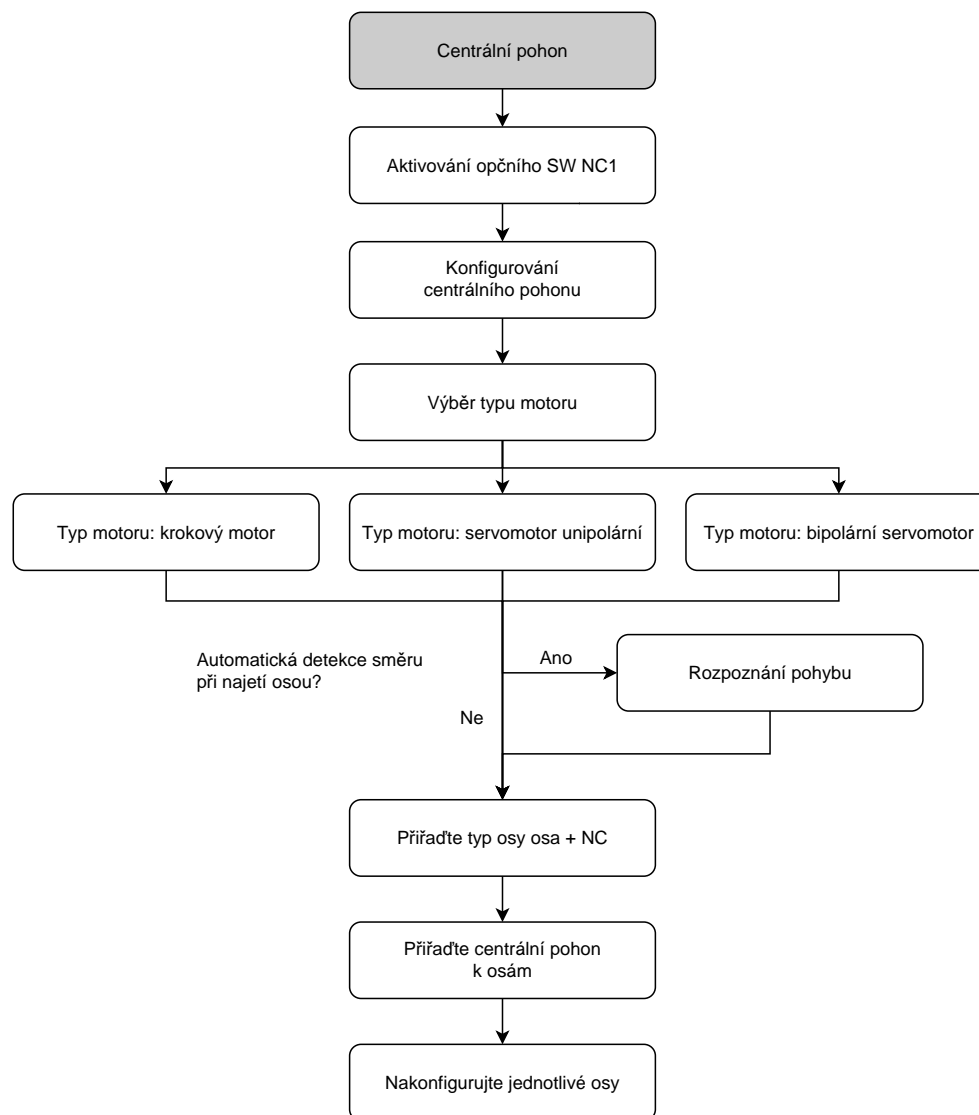 Centrální pohon
Aktivování opčního SW NC1
Konfigurování
centrálního pohonu
Výběr typu motoru
Typ motoru: krokový motor
Typ motoru: servomotor unipolární
Typ motoru: bipolární servomotor
Automatická detekce směru
při najetí osou?
Ano
Rozpoznání pohybu
Ne
Přiřaďte typ osy osa + NC
Přiřaďte centrální pohon
k osám
Nakonfigurujte jednotlivé osy